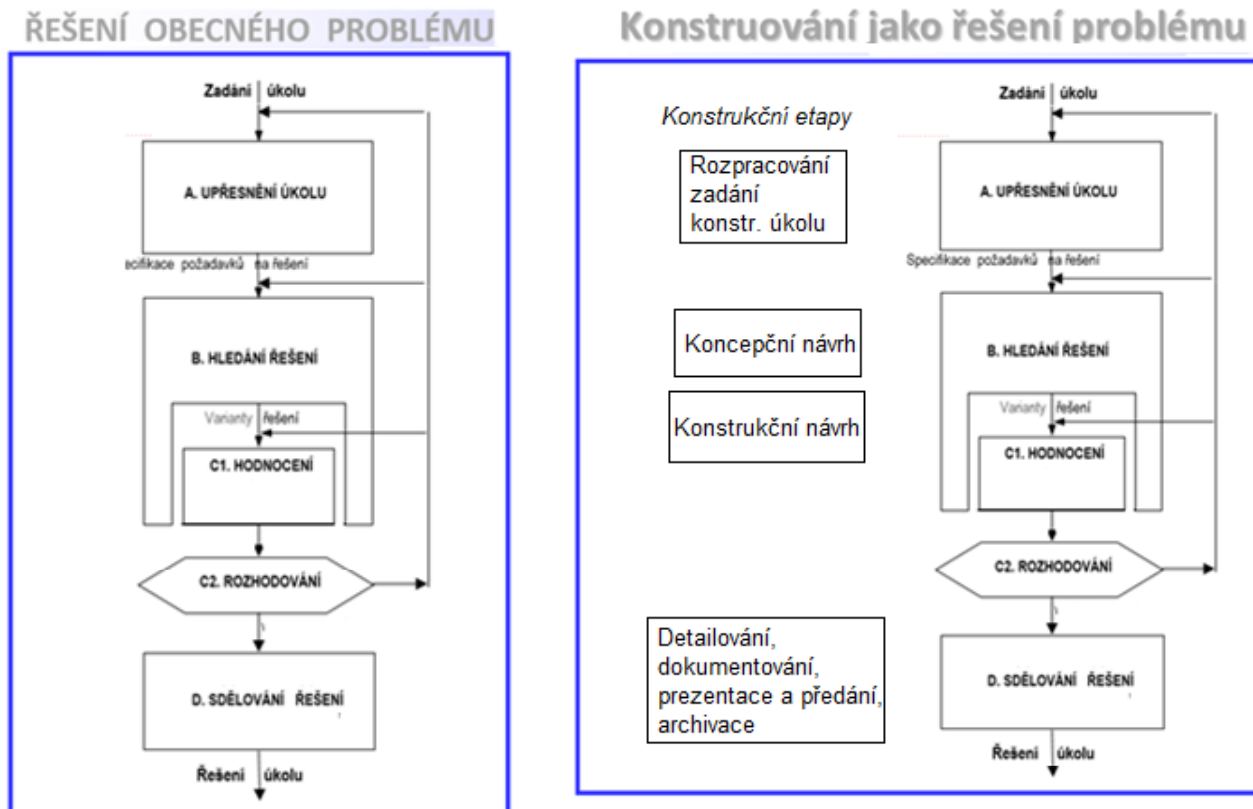 ŘEŠENÍ OBECNÉHO PROBLÉMU
Zadání úkolu
A. UPŘESNĚNÍ ÚKOLU
ecifikace požadavků na řešení
B. HLEDÁNÍ ŘEŠENÍ
Varianty řešení
C1. HODNOCENÍ
C2. ROZHODOVÁNÍ
D. SDĚLOVÁNÍ ŘEŠENÍ
Řešení úkolu
Konstruování jako řešení problému
Konstrukční etapy
Rozpracování
zadání
konstr. úkolu
Koncepční návrh
Konstrukční návrh
Detailování,
dokumentování,
prezentace a předání,
archivace
Zadání úkolu
A. UPŘESNĚNÍ ÚKOLU
Specifikace požadavků na řešení
B. HLEDÁNÍ ŘEŠENÍ
Varianty řešení
C1. HODNOCENÍ
C2. ROZHODOVÁNÍ
D. SDĚLOVÁNÍ ŘEŠENÍ
Řešení úkolu